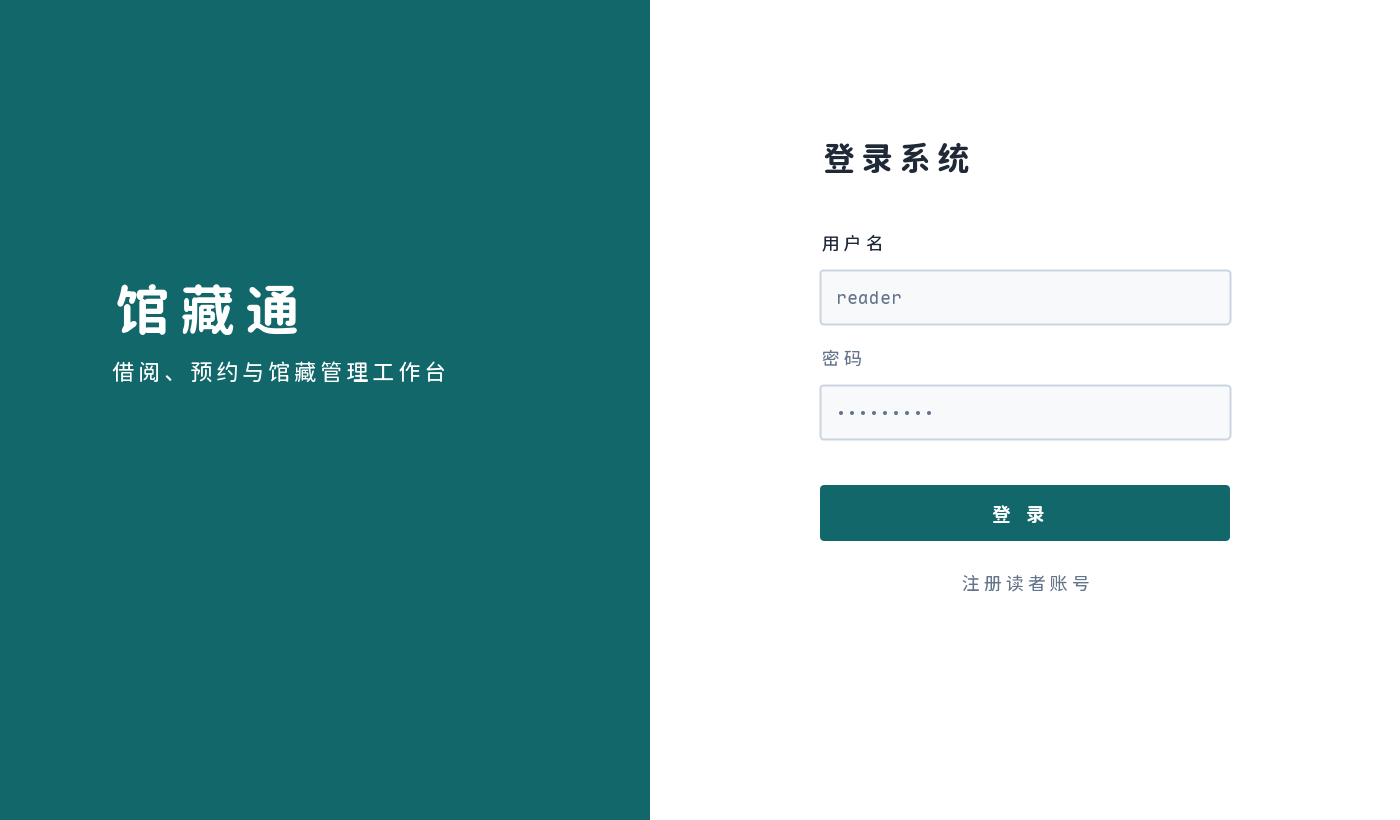 馆藏通
借阅、预约与馆藏管理工作台
登录系统
用户名
reader
密码
•••••••••
登 录
注册读者账号